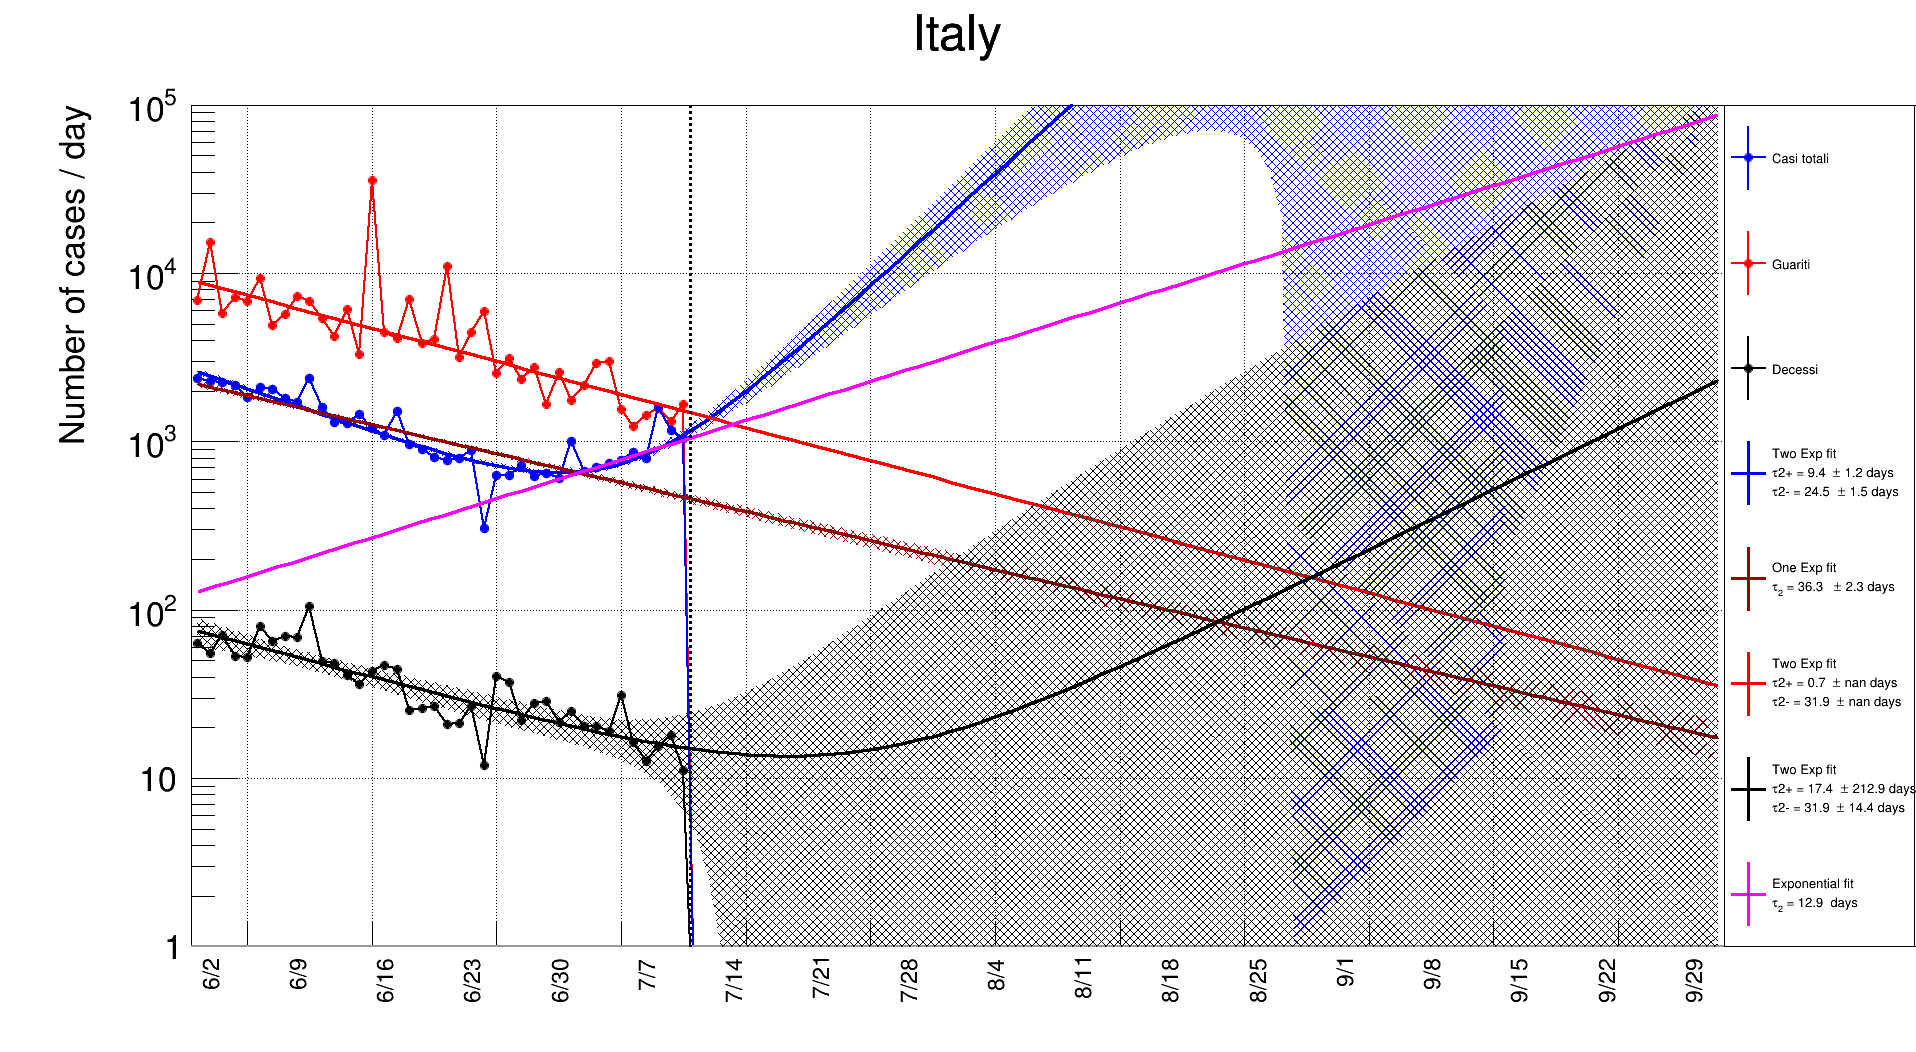 Italy
Number of cases / day
10^5
10^4
10^3
10^2
10
1
6/2
6/9
6/16
6/23
6/30
7/7
7/14
7/21
7/28
8/4
8/11
8/18
8/25
9/1
9/8
9/15
9/22
9/29
Casi totali
Guariti
Decessi
Two Exp fit
τ2+ = 9.4 ± 1.2 days
τ2- = 24.5 ± 1.5 days
One Exp fit
τ₂ = 36.3 ± 2.3 days
Two Exp fit
τ2+ = 0.7 ± nan days
τ2- = 31.9 ± nan days
Two Exp fit
τ2+ = 17.4 ± 212.9 days
τ2- = 31.9 ± 14.4 days
Exponential fit
τ₂ = 12.9 days